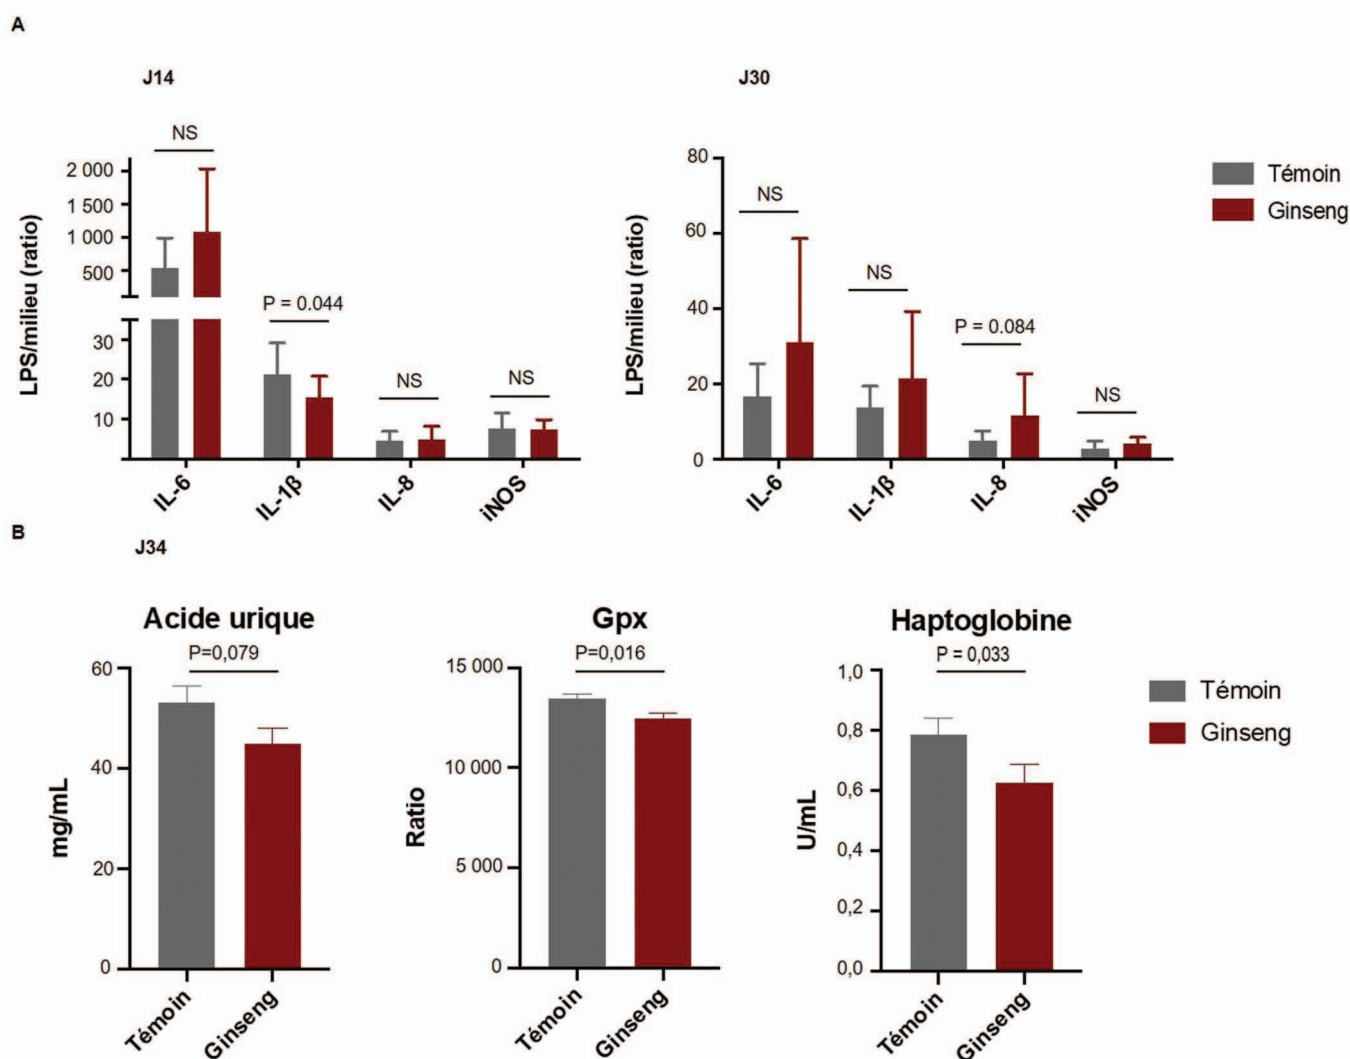 A
J14
NS
P = 0.044
NS
NS
LPS/milieu (ratio)
2 000
1 500
1 000
500
30
20
10
IL-6
IL-1β
IL-8
iNOS
J30
NS
NS
P = 0.084
NS
LPS/milieu (ratio)
80
60
40
20
0
IL-6
IL-1β
IL-8
iNOS
Témoin
Ginseng
B
J34
Acide urique
P=0,079
mg/mL
60
40
20
0
Témoin
Ginseng
Gpx
P=0,016
Ratio
15 000
10 000
5 000
0
Témoin
Ginseng
Haptoglobine
P = 0,033
U/mL
1,0
0,8
0,6
0,4
0,2
0,0
Témoin
Ginseng
Témoin
Ginseng